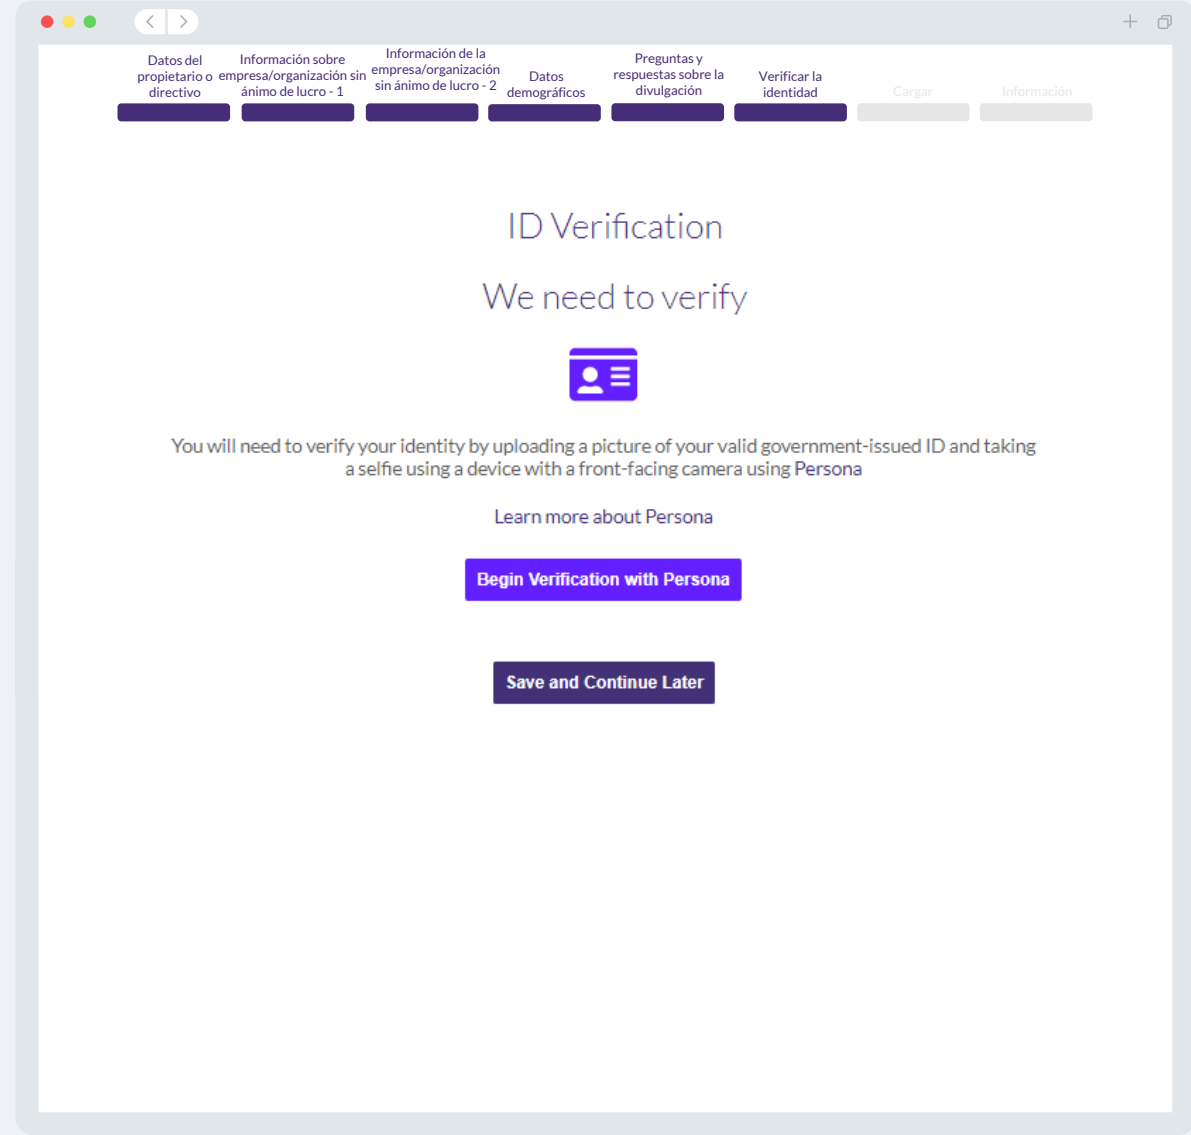 Datos del
propietario o
directivo
Información sobre
empresa/organización sin
ánimo de lucro - 1
Información de la
empresa/organización
sin ánimo de lucro - 2
Datos
demográficos
Preguntas y
respuestas sobre la
divulgación
Verificar la
identidad
Cargar
Información
ID Verification
We need to verify
You will need to verify your identity by uploading a picture of your valid government-issued ID and taking
a selfie using a device with a front-facing camera using Persona
Learn more about Persona
Begin Verification with Persona
Save and Continue Later